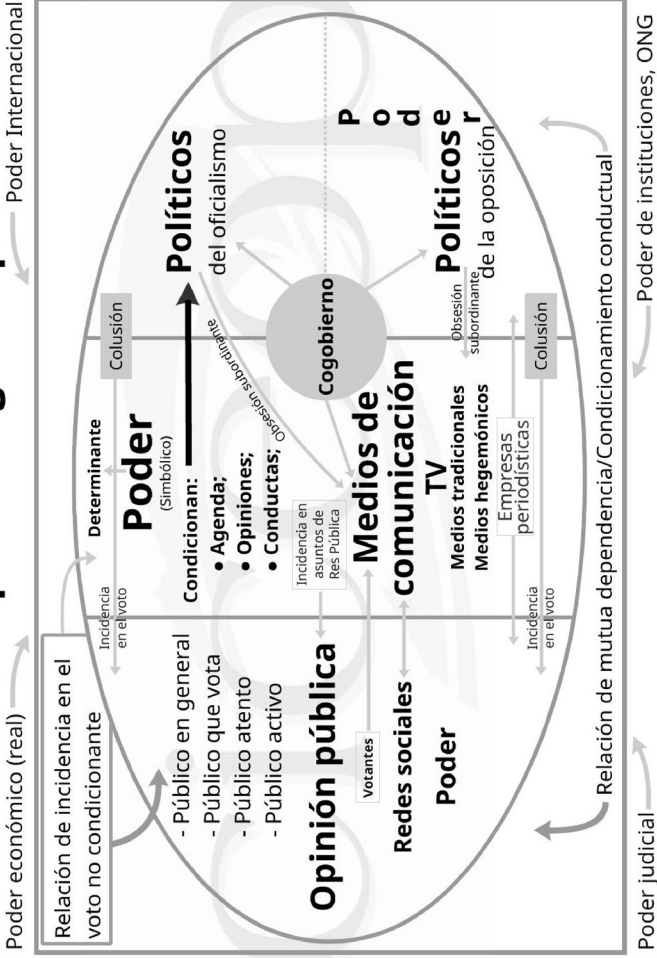 Poder económico (real)
Poder Internacional
Relación de incidencia en el
voto no condicionante
- Público en general
- Público que vota
- Público atento
- Público activo
Opinión pública
Votantes
Redes sociales
Poder
Incidencia
en el voto
Colusión
Determinante
Poder
(Simbólico)
Condicionan:
• Agenda;
• Opiniones;
• Conductas;
Obsesión subordinante
Incidencia en
asuntos de
Res Pública
Medios de
comunicación
TV
Medios tradicionales
Medios hegemónicos
Empresas
periodísticas
Incidencia
en el voto
Colusión
Políticos
del oficialismo
Cogobierno
Poder
Políticos
de la oposición
Obsesión
subordinante
Relación de mutua dependencia/Condicionamiento conductual
Poder judicial
Poder de instituciones, ONG